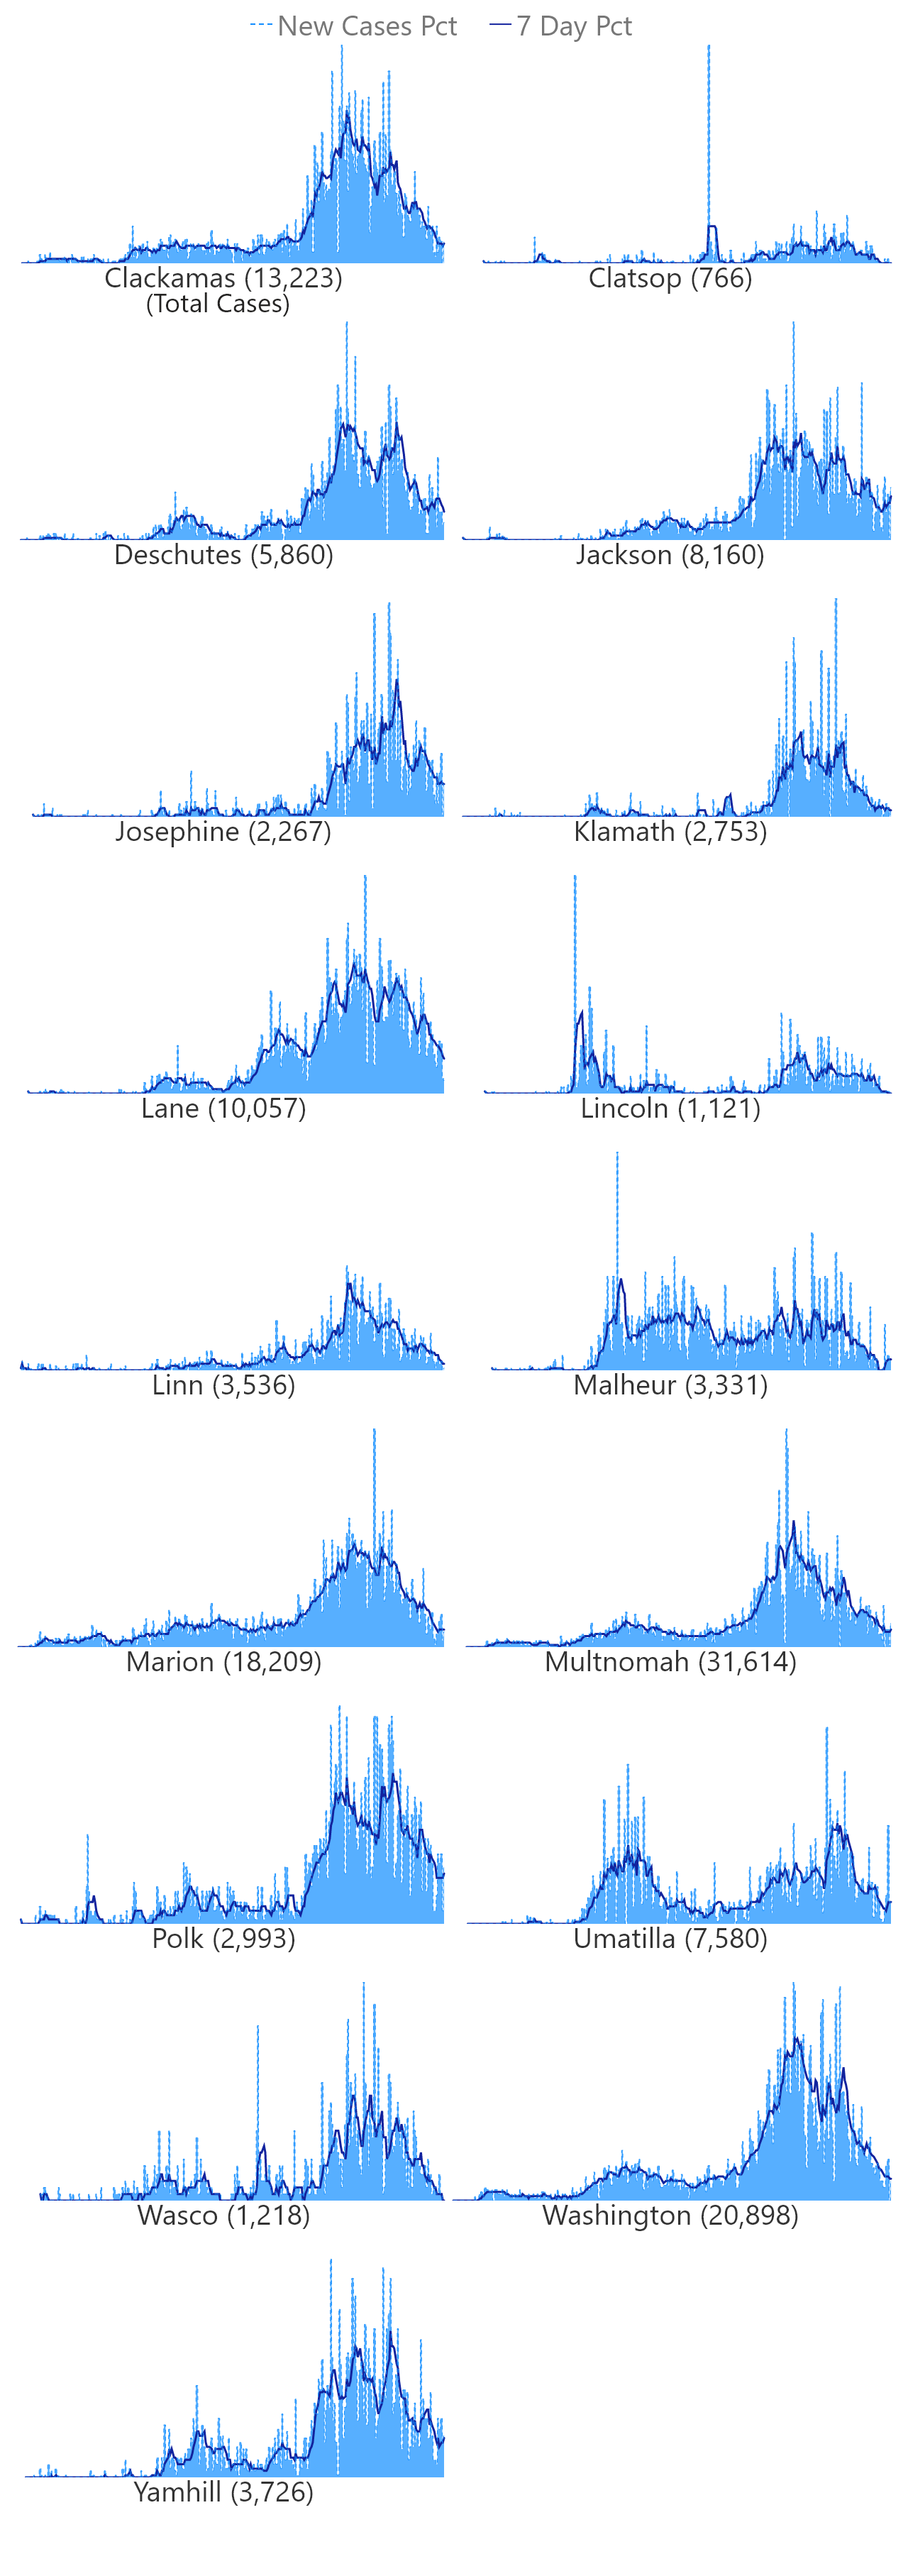 New Cases Pct 7 Day Pct
Clackamas (13,223) Clatsop (766)
(Total Cases)
Deschutes (5,860) Jackson (8,160)
Josephine (2,267) Klamath (2,753)
Lane (10,057) Lincoln (1,121)
Linn (3,536) Malheur (3,331)
Marion (18,209) Multnomah (31,614)
Polk (2,993) Umatilla (7,580)
Wasco (1,218) Washington (20,898)
Yamhill (3,726)